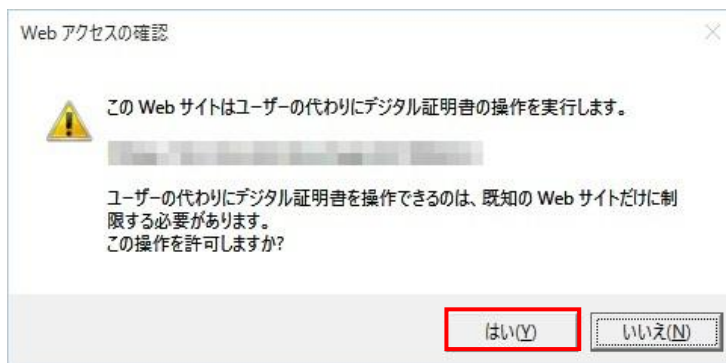 Web アクセスの確認
この Web サイトはユーザーの代わりにデジタル証明書の操作を実行します。
ユーザーの代わりにデジタル証明書を操作できるのは、既知の Web サイトだけに制
限する必要があります。
この操作を許可しますか?
はい(Y) いいえ(N)